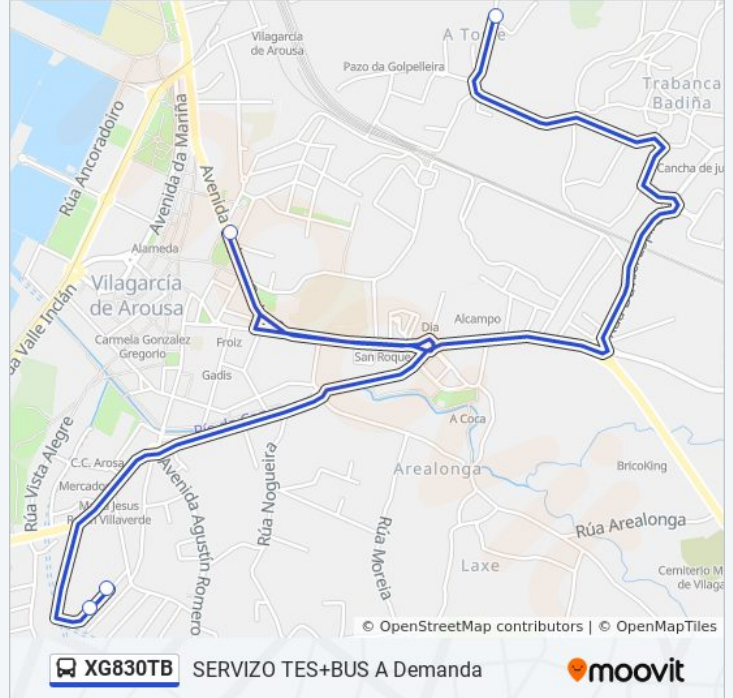 Vilagarcía
de Arousa
A Torre
Pazo da Golpelleira
Trabanca
Badiña
Rúa Ancoradoiro
Avenida da Mariña
Avenida
Cancha de ju
Alameda
Vilagarcía
de Arousa
a Valle Inclán
Carmela Gonzalez
Gregorio
Froiz
Día
Alcampo
San Roque
Gadis
A Coca
Rúa Vista Alegre
C.C. Arosa
Mercado
Avenida Agustín Romero
Rúa Nogueira
Rúa Moreia
Arealonga
BricoKing
Villaverde
Rúa Arealonga
Laxe
Cemiterio M
de Vilaga
© OpenStreetMap contributors | © OpenMapTiles
XG830TB SERVIZO TES+BUS A Demanda
moovit